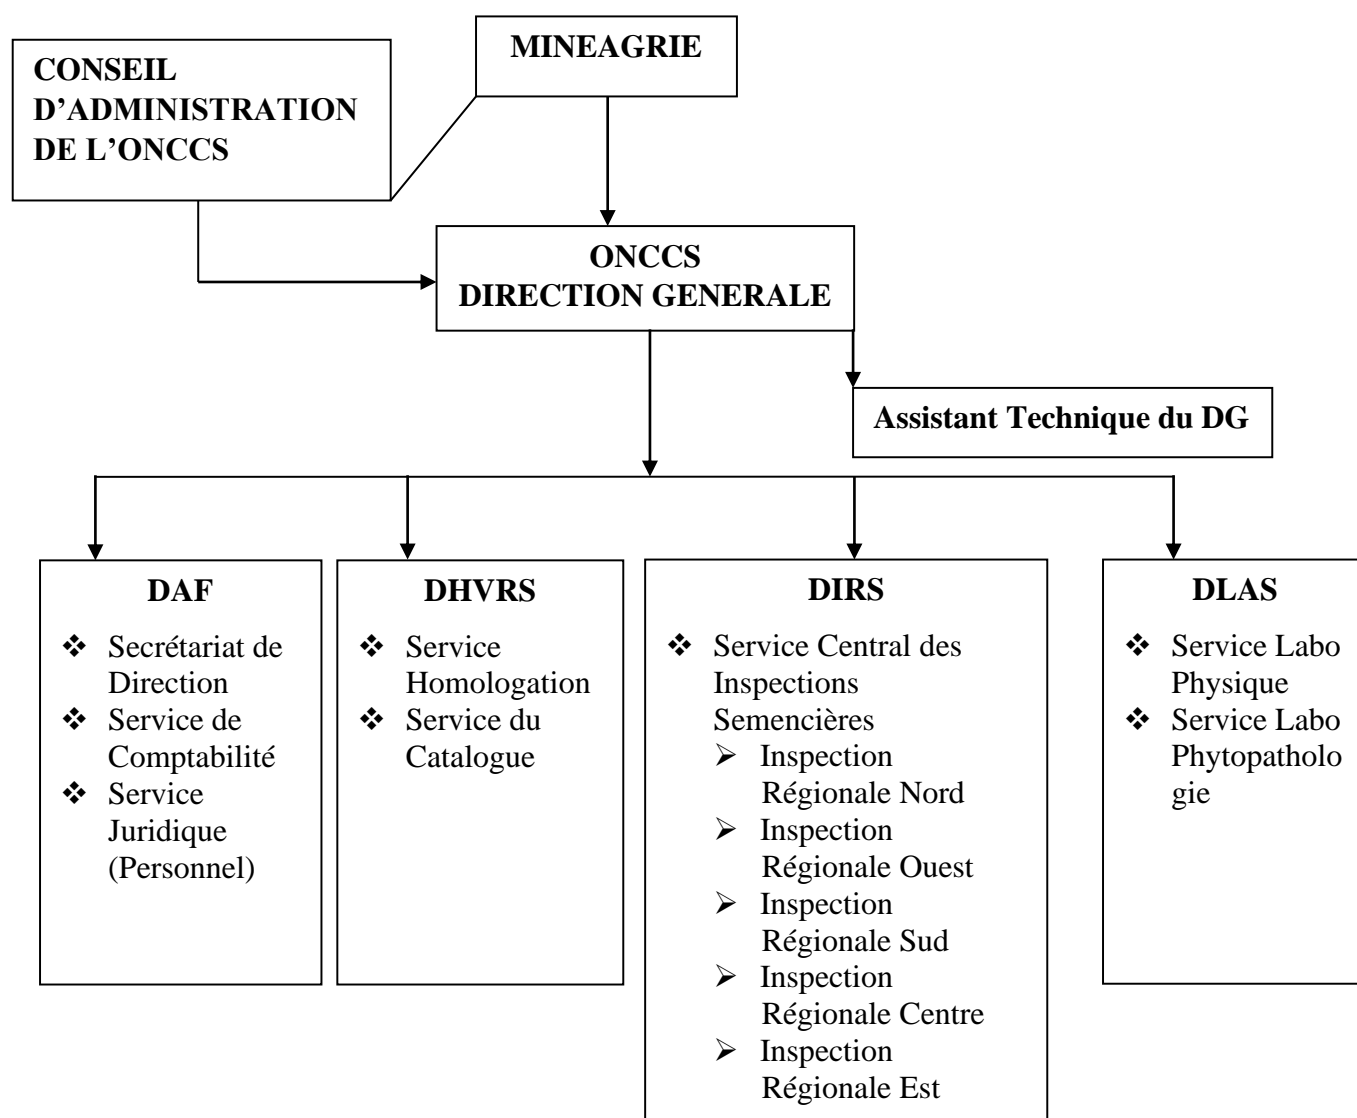 MINEAGRIE
CONSEIL
D’ADMINISTRATION
DE L’ONCCS
ONCCS
DIRECTION GENERALE
Assistant Technique du DG
DAF
❖ Secrétariat de
Direction
❖ Service de
Comptabilité
❖ Service
Juridique
(Personnel)
DHVRS
❖ Service
Homologation
❖ Service du
Catalogue
DIRS
❖ Service Central des
Inspections
Semencières
➢ Inspection
Régionale Nord
➢ Inspection
Régionale Ouest
➢ Inspection
Régionale Sud
➢ Inspection
Régionale Centre
➢ Inspection
Régionale Est
DLAS
❖ Service Labo
Physique
❖ Service Labo
Phytopatholo
gie